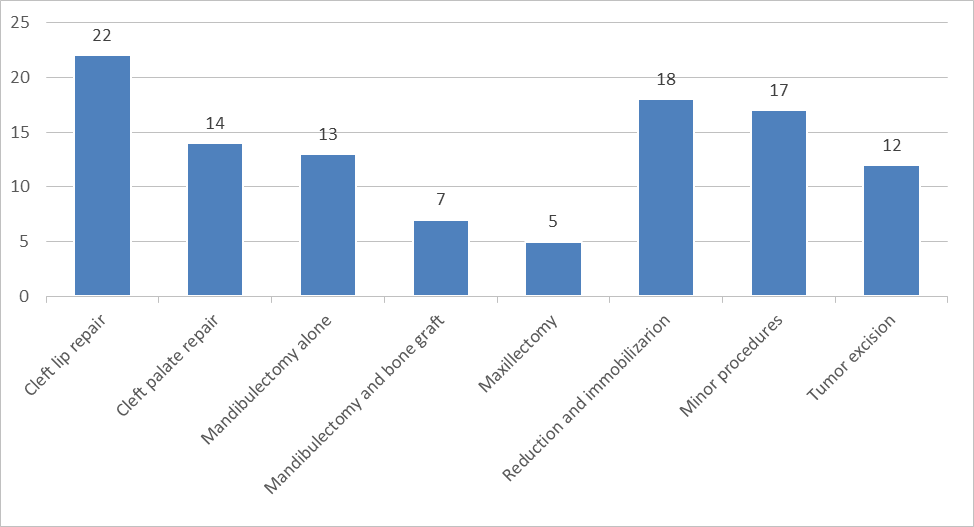 25
20
15
10
5
0
22
14
13
7
5
18
17
12
Cleft lip repair
Cleft palate repair
Mandibulectomy alone
Mandibulectomy and bone graft
Maxillectomy
Reduction and immobilizarion
Minor procedures
Tumor excision